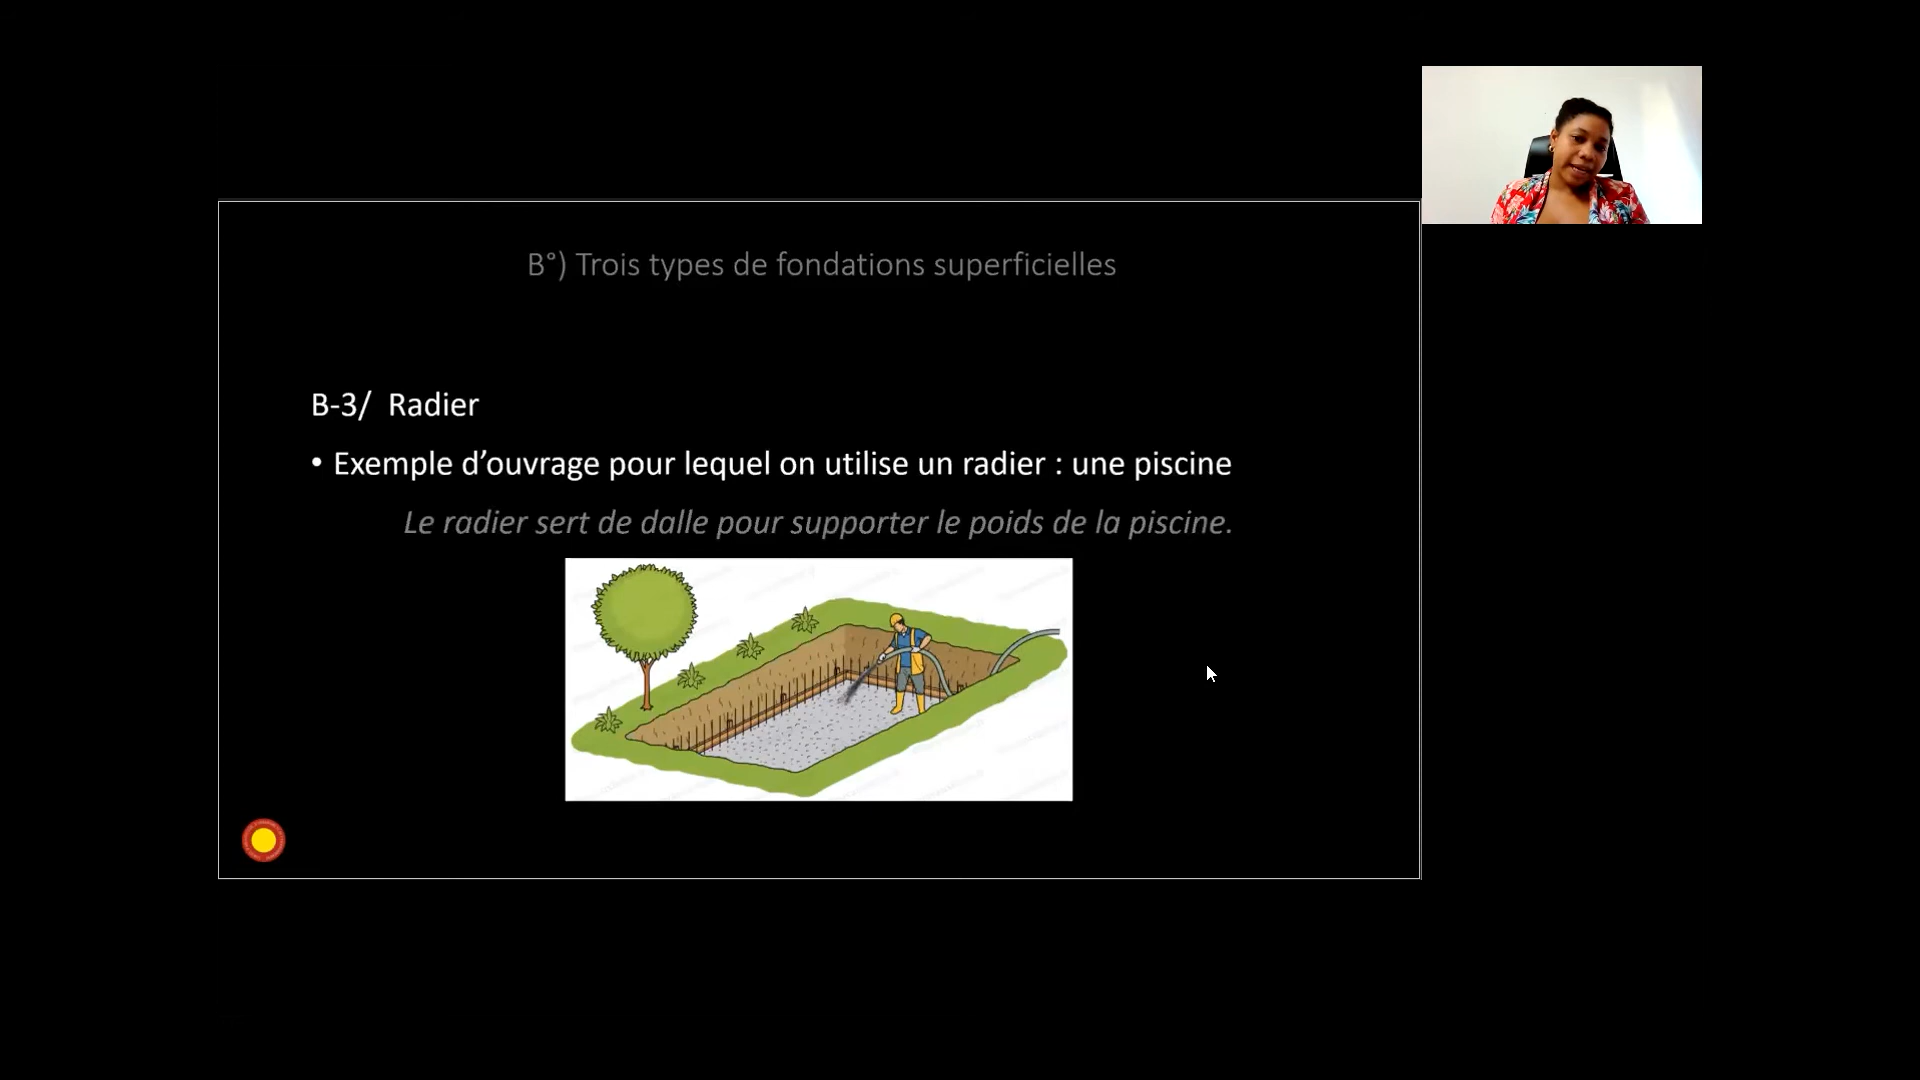 B°) Trois types de fondations superficielles
B-3/ Radier
• Exemple d’ouvrage pour lequel on utilise un radier : une piscine
Le radier sert de dalle pour supporter le poids de la piscine.